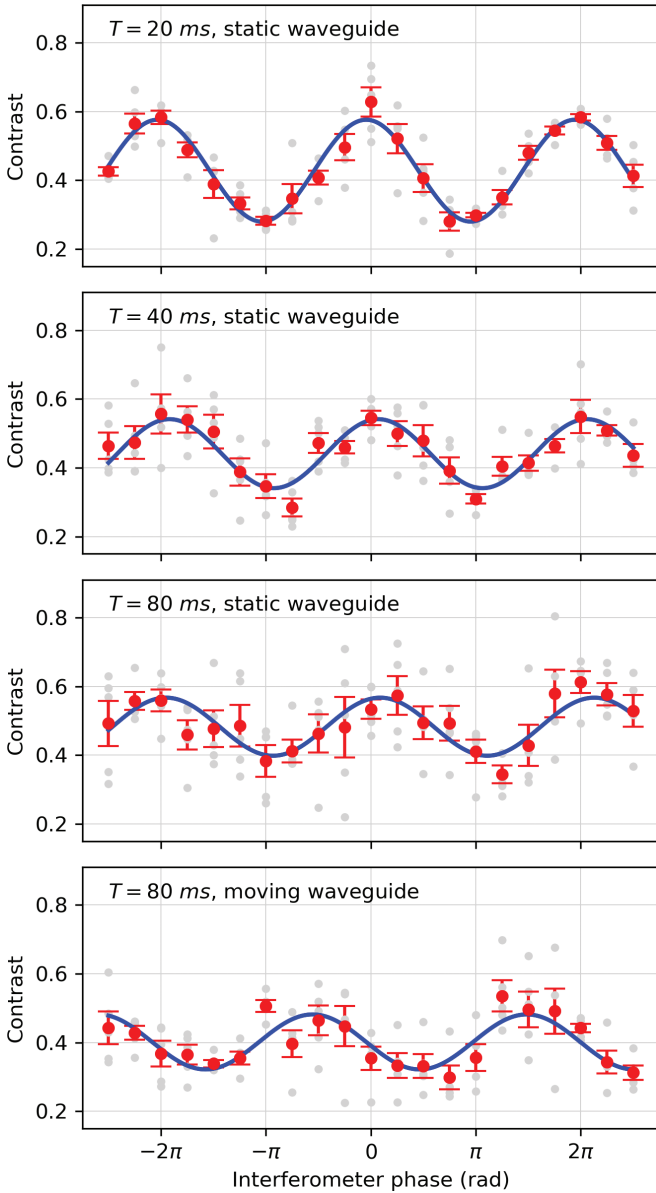 T = 20 ms, static waveguide
0.8
0.6
0.4
0.2
Contrast
T = 40 ms, static waveguide
0.8
0.6
0.4
0.2
Contrast
T = 80 ms, static waveguide
0.8
0.6
0.4
0.2
Contrast
T = 80 ms, moving waveguide
0.8
0.6
0.4
0.2
Contrast
−2π −π 0 π 2π
Interferometer phase (rad)